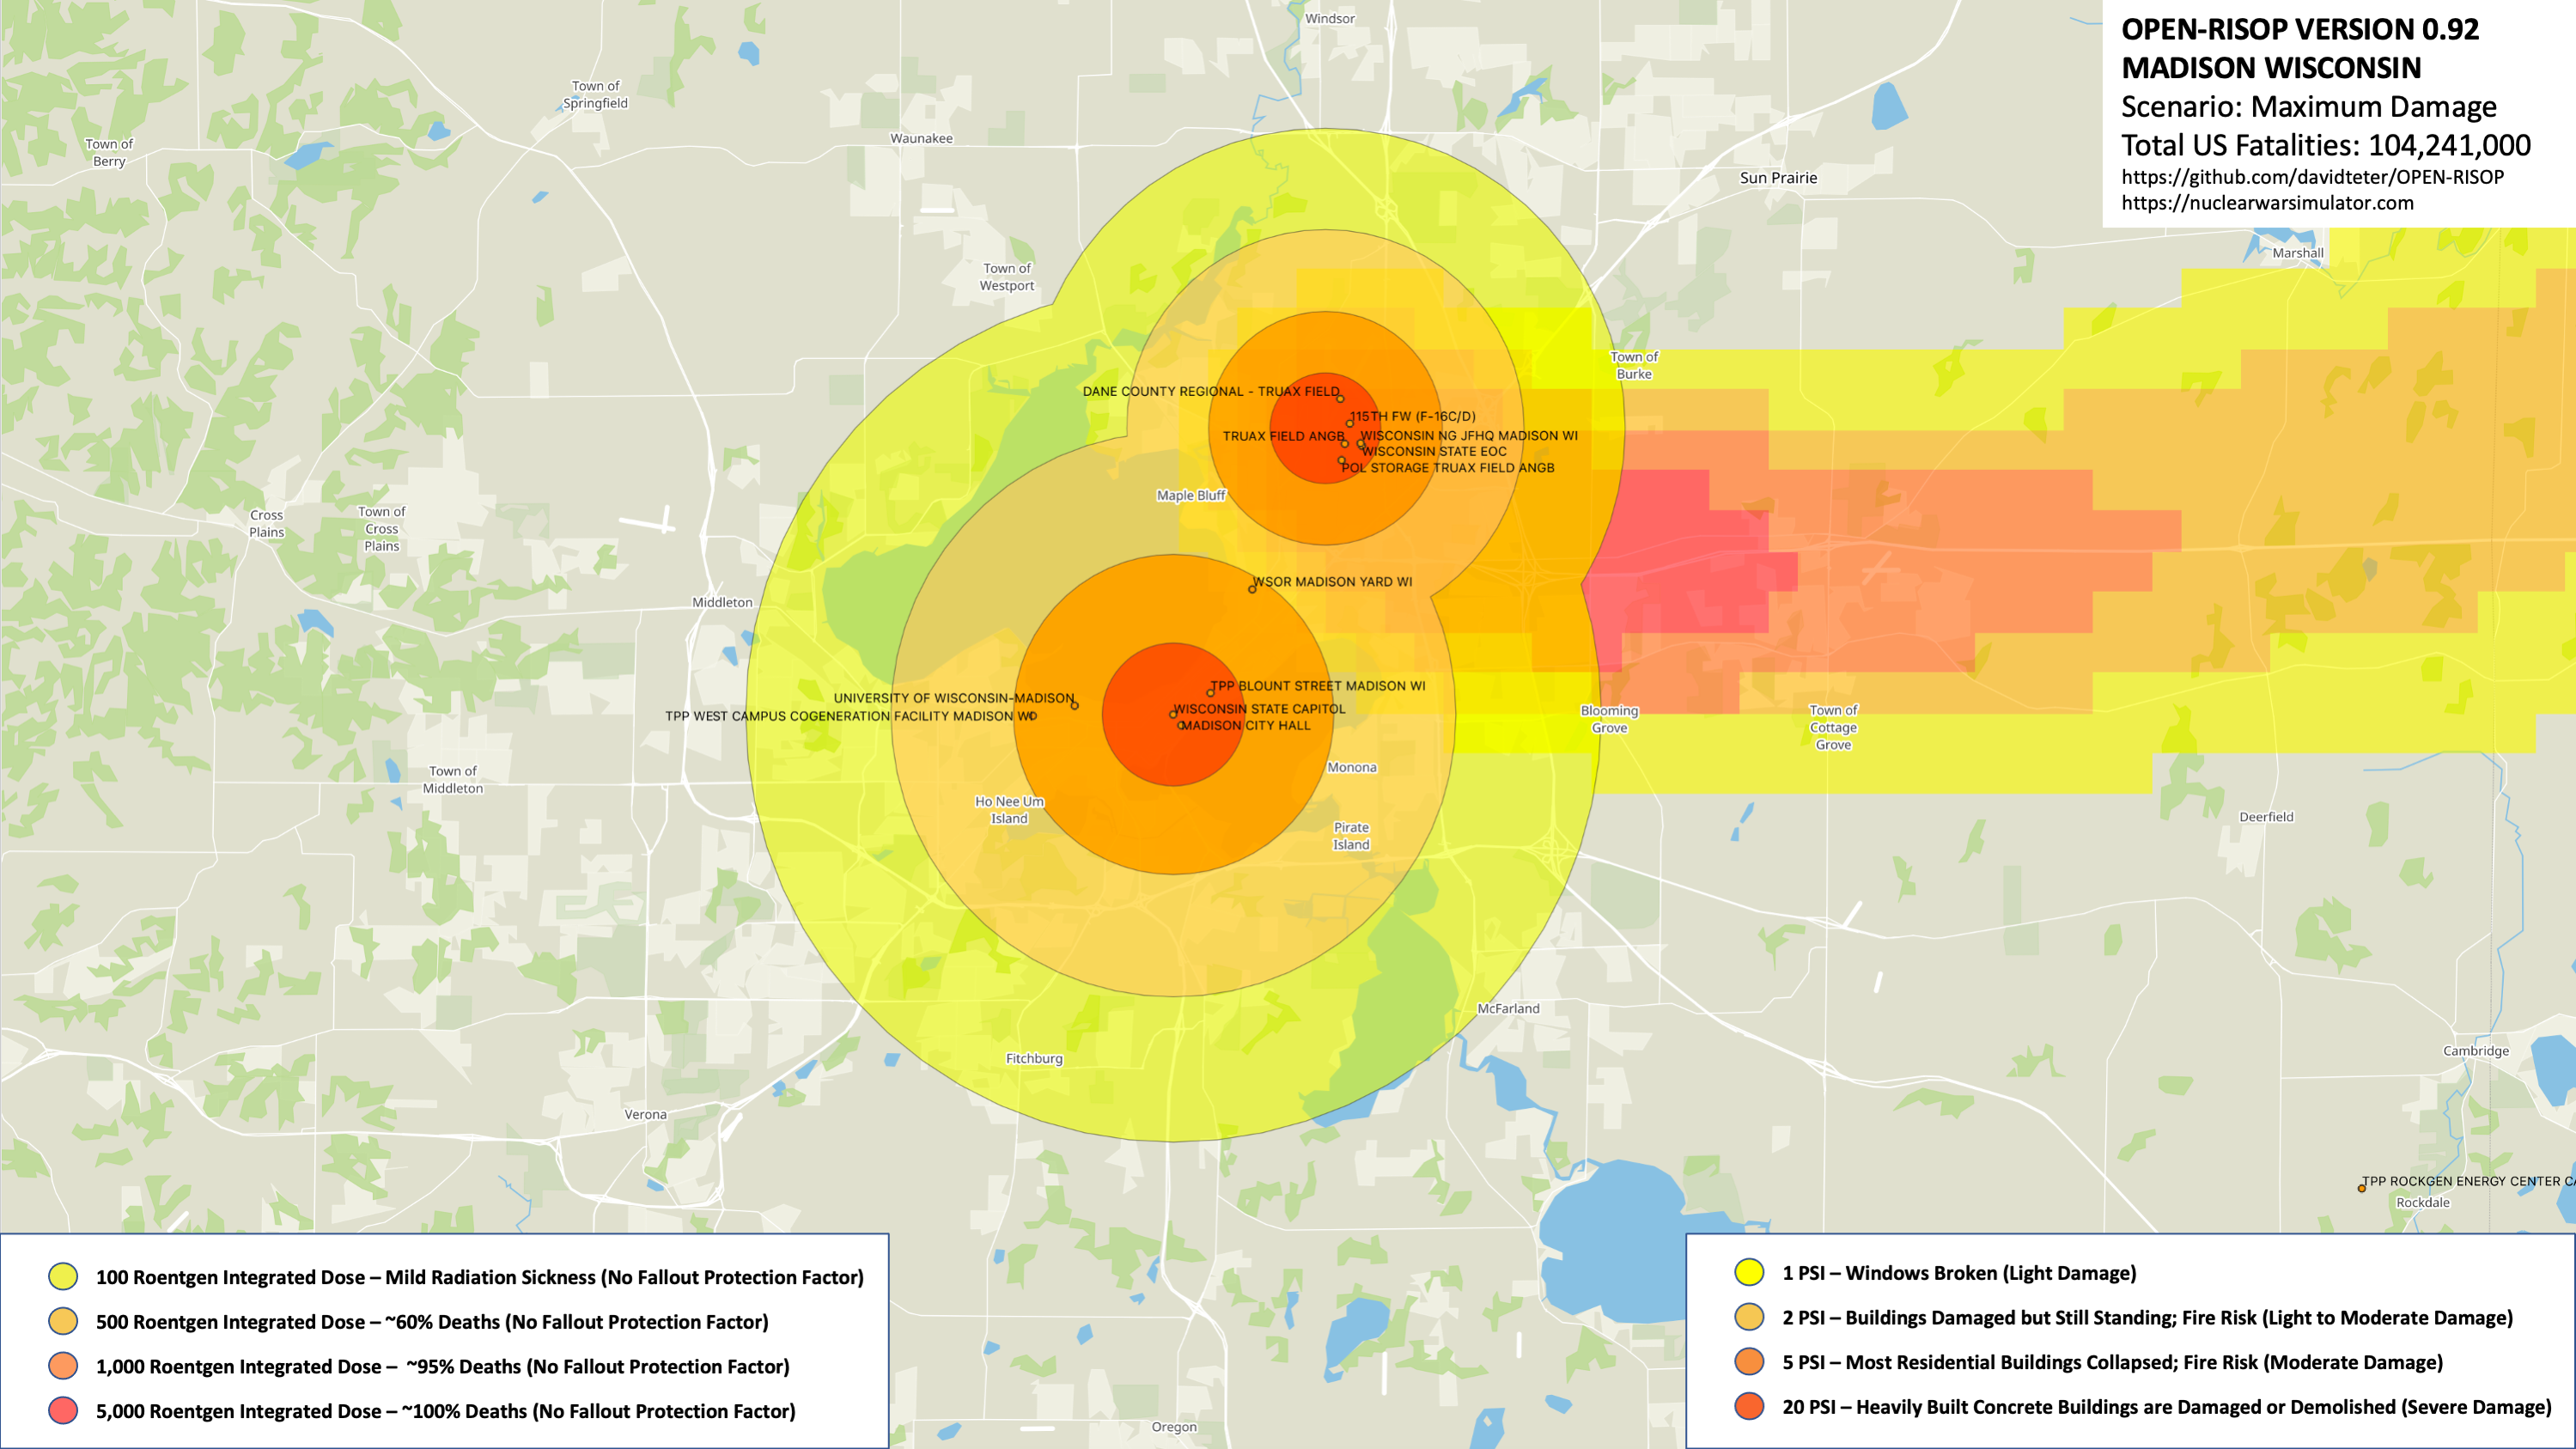 OPEN-RISOP VERSION 0.92
MADISON WISCONSIN
Scenario: Maximum Damage
Total US Fatalities: 104,241,000
https://github.com/davidteter/OPEN-RISOP
https://nuclearwarsimulator.com
Windsor
Town of
Springfield
Town of
Berry
Waunakee
Sun Prairie
Marshall
Town of
Westport
Town of
Burke
DANE COUNTY REGIONAL - TRUAX FIELD
115TH FW (F-16C/D)
TRUAX FIELD ANGB
WISCONSIN NG JFHQ MADISON WI
WISCONSIN STATE EOC
POL STORAGE TRUAX FIELD ANGB
Maple Bluff
Cross
Plains
Town of
Cross
Plains
WSOR MADISON YARD WI
Middleton
UNIVERSITY OF WISCONSIN-MADISON
TPP BLOUNT STREET MADISON WI
TPP WEST CAMPUS COGENERATION FACILITY MADISON WI
WISCONSIN STATE CAPITOL
MADISON CITY HALL
Blooming
Grove
Town of
Cottage
Grove
Town of
Middleton
Monona
Ho Nee Um
Island
Pirate
Island
Deerfield
McFarland
Fitchburg
Cambridge
Verona
TPP ROCKGEN ENERGY CENTER CA
Rockdale
Oregon
100 Roentgen Integrated Dose – Mild Radiation Sickness (No Fallout Protection Factor)
500 Roentgen Integrated Dose – ~60% Deaths (No Fallout Protection Factor)
1,000 Roentgen Integrated Dose –  ~95% Deaths (No Fallout Protection Factor)
5,000 Roentgen Integrated Dose – ~100% Deaths (No Fallout Protection Factor)
1 PSI – Windows Broken (Light Damage)
2 PSI – Buildings Damaged but Still Standing; Fire Risk (Light to Moderate Damage)
5 PSI – Most Residential Buildings Collapsed; Fire Risk (Moderate Damage)
20 PSI – Heavily Built Concrete Buildings are Damaged or Demolished (Severe Damage)